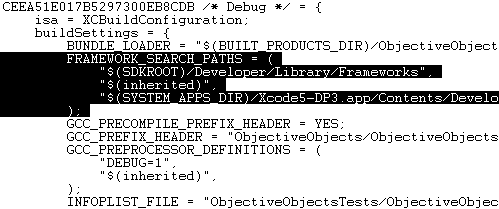 CEEA51E017B5297300EB8CDB /* Debug */ = {
isa = XCBuildConfiguration;
buildSettings = {
BUNDLE_LOADER = "$(BUILT_PRODUCTS_DIR)/ObjectiveObject
FRAMEWORK_SEARCH_PATHS = (
"$(SDKROOT)/Developer/Library/Frameworks",
"$(inherited)",
"$(SYSTEM_APPS_DIR)/Xcode5-DP3.app/Contents/Develo
);
GCC_PRECOMPILE_PREFIX_HEADER = YES;
GCC_PREFIX_HEADER = "ObjectiveObjects/ObjectiveObjects
GCC_PREPROCESSOR_DEFINITIONS = (
"DEBUG=1",
"$(inherited)",
);
INFOPLIST_FILE = "ObjectiveObjectsTests/ObjectiveObjec